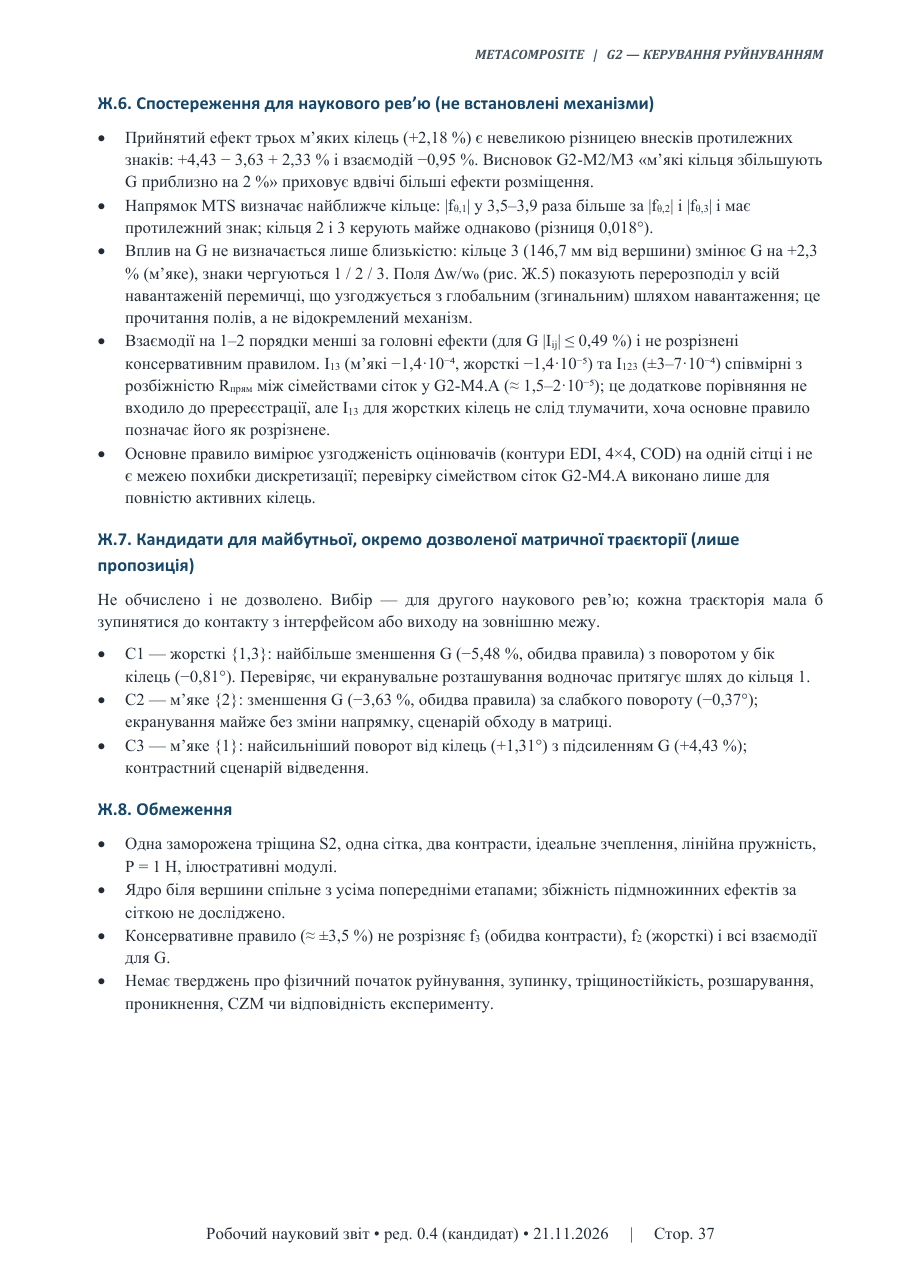 METACOMPOSITE | G2 — КЕРУВАННЯ РУЙНУВАННЯМ
Ж.6. Спостереження для наукового рев’ю (не встановлені механізми)
• Прийнятий ефект трьох м’яких кілець (+2,18 %) є невеликою різницею внесків протилежних
знаків: +4,43 − 3,63 + 2,33 % і взаємодій −0,95 %. Висновок G2-M2/M3 «м’які кільця збільшують
G приблизно на 2 %» приховує вдвічі більші ефекти розміщення.
• Напрямок MTS визначає найближче кільце: |fθ,1| у 3,5–3,9 раза більше за |fθ,2| і |fθ,3| і має
протилежний знак; кільця 2 і 3 керують майже однаково (різниця 0,018°).
• Вплив на G не визначається лише близькістю: кільце 3 (146,7 мм від вершини) змінює G на +2,3
% (м’яке), знаки чергуються 1 / 2 / 3. Поля Δw/w₀ (рис. Ж.5) показують перерозподіл у всій
навантаженій перемичці, що узгоджується з глобальним (згинальним) шляхом навантаження; це
прочитання полів, а не відокремлений механізм.
• Взаємодії на 1–2 порядки менші за головні ефекти (для G |Iij| ≤ 0,49 %) і не розрізнені
консервативним правилом. I₁₃ (м’які −1,4·10⁻⁴, жорсткі −1,4·10⁻⁵) та I₁₂₃ (±3–7·10⁻⁴) співмірні з
розбіжністю Rпрям між сімействами сіток у G2-M4.A (≈ 1,5–2·10⁻⁵); це додаткове порівняння не
входило до пререєстрації, але I₁₃ для жорстких кілець не слід тлумачити, хоча основне правило
позначає його як розрізнене.
• Основне правило вимірює узгодженість оцінювачів (контури EDI, 4×4, COD) на одній сітці і не
є межею похибки дискретизації; перевірку сімейством сіток G2-M4.A виконано лише для
повністю активних кілець.
Ж.7. Кандидати для майбутньої, окремо дозволеної матричної траєкторії (лише
пропозиція)
Не обчислено і не дозволено. Вибір — для другого наукового рев’ю; кожна траєкторія мала б
зупинятися до контакту з інтерфейсом або виходу на зовнішню межу.
• C1 — жорсткі {1,3}: найбільше зменшення G (−5,48 %, обидва правила) з поворотом у бік
кілець (−0,81°). Перевіряє, чи екранувальне розташування водночас притягує шлях до кільця 1.
• C2 — м’яке {2}: зменшення G (−3,63 %, обидва правила) за слабкого повороту (−0,37°);
екранування майже без зміни напрямку, сценарій обходу в матриці.
• C3 — м’яке {1}: найсильніший поворот від кілець (+1,31°) з підсиленням G (+4,43 %);
контрастний сценарій відведення.
Ж.8. Обмеження
• Одна заморожена тріщина S2, одна сітка, два контрасти, ідеальне зчеплення, лінійна пружність,
P = 1 Н, ілюстративні модулі.
• Ядро біля вершини спільне з усіма попередніми етапами; збіжність підмножинних ефектів за
сіткою не досліджено.
• Консервативне правило (≈ ±3,5 %) не розрізняє f₃ (обидва контрасти), f₂ (жорсткі) і всі взаємодії
для G.
• Немає тверджень про фізичний початок руйнування, зупинку, тріщиностійкість, розшарування,
проникнення, CZM чи відповідність експерименту.
Робочий науковий звіт • ред. 0.4 (кандидат) • 21.11.2026 | Стор. 37